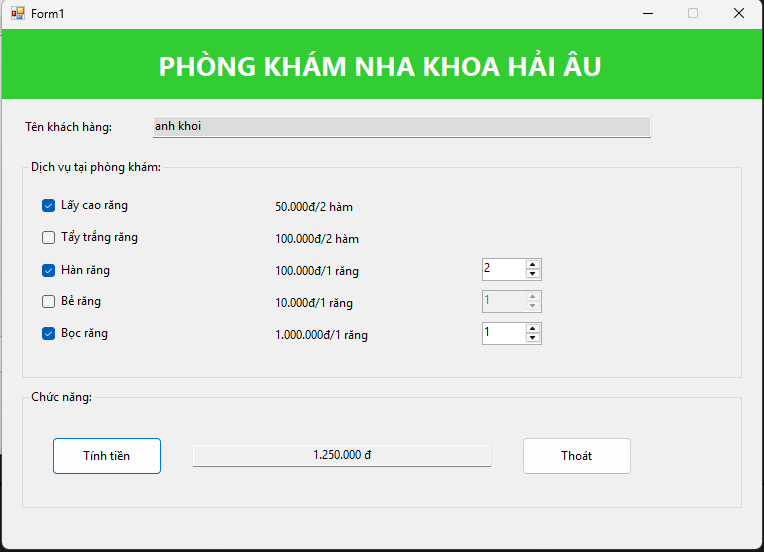 Form1
PHÒNG KHÁM NHA KHOA HẢI ÂU
Tên khách hàng: anh khoi
Dịch vụ tại phòng khám:
Lấy cao răng 50.000đ/2 hàm
Tẩy trắng răng 100.000đ/2 hàm
Hàn răng 100.000đ/1 răng 2
Bẻ răng 10.000đ/1 răng 1
Bọc răng 1.000.000đ/1 răng 1
Chức năng:
Tính tiền 1.250.000 đ Thoát